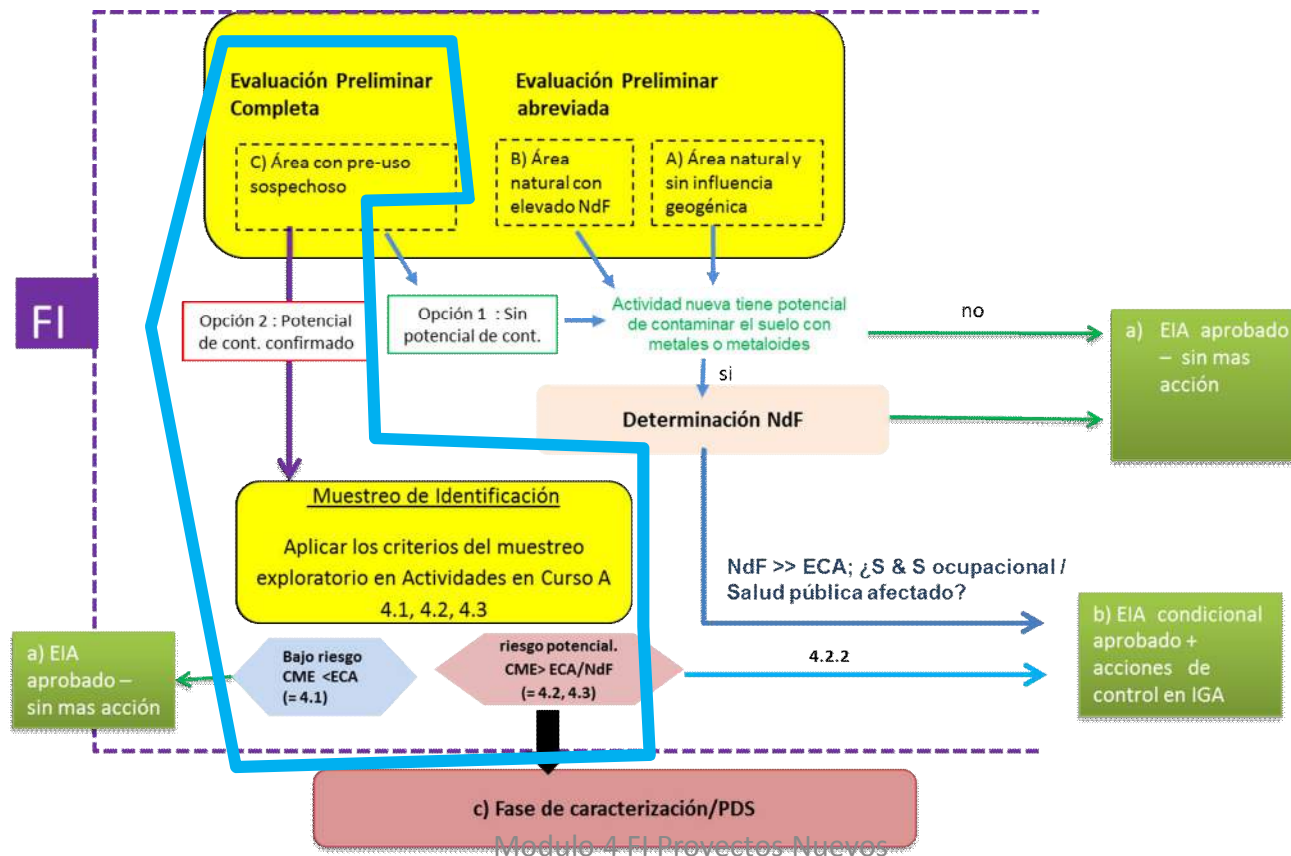 Evaluación Preliminar
Completa
Evaluación Preliminar
abreviada
C) Área con pre-uso
sospechoso
B) Área
natural con
elevado NdF
A) Área natural y
sin influencia
geogénica
FI
Opción 2 : Potencial
de cont. confirmado
Opción 1 : Sin
potencial de cont.
Actividad nueva tiene potencial
de contaminar el suelo con
metales o metaloides
no
a) EIA aprobado
– sin mas
acción
si
Determinación NdF
Muestreo de Identificación
Aplicar los criterios del muestreo
exploratorio en Actividades en Curso A
4.1, 4.2, 4.3
NdF >> ECA; ¿S & S ocupacional /
Salud pública afectado?
a) EIA
aprobado –
sin mas acción
Bajo riesgo
CME <ECA
(= 4.1)
riesgo potencial.
CME> ECA/NdF
(= 4.2, 4.3)
4.2.2
b) EIA condicional
aprobado +
acciones de
control en IGA
c) Fase de caracterización/PDS
Modulo 4 FI Proyectos Nuevos